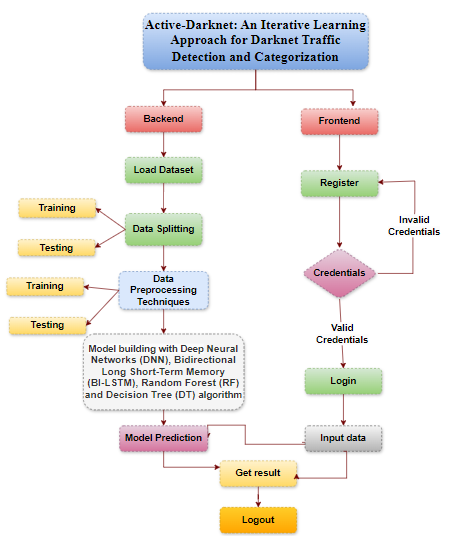 Active-Darknet: An Iterative Learning
Approach for Darknet Traffic
Detection and Categorization
Backend
Frontend
Load Dataset
Register
Training
Data Splitting
Invalid
Credentials
Testing
Credentials
Training
Data
Preprocessing
Techniques
Testing
Valid
Credentials
Model building with Deep Neural
Networks (DNN), Bidirectional
Long Short-Term Memory
(BI-LSTM), Random Forest (RF)
and Decision Tree (DT) algorithm
Login
Model Prediction
Input data
Get result
Logout